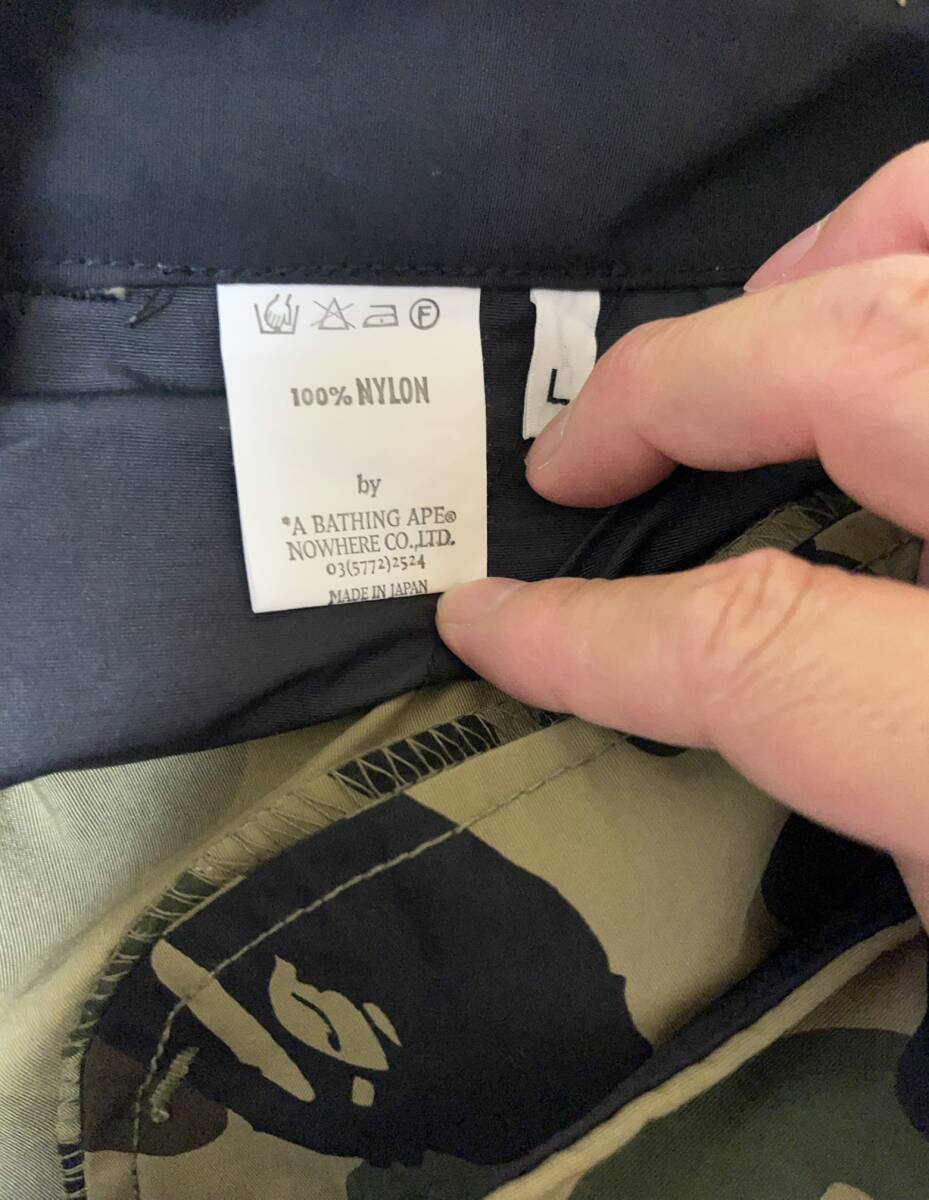 F
100% NYLON
by
*A BATHING APE®
NOWHERE CO.,LTD.
03(5772)2524
MADE IN JAPAN
L